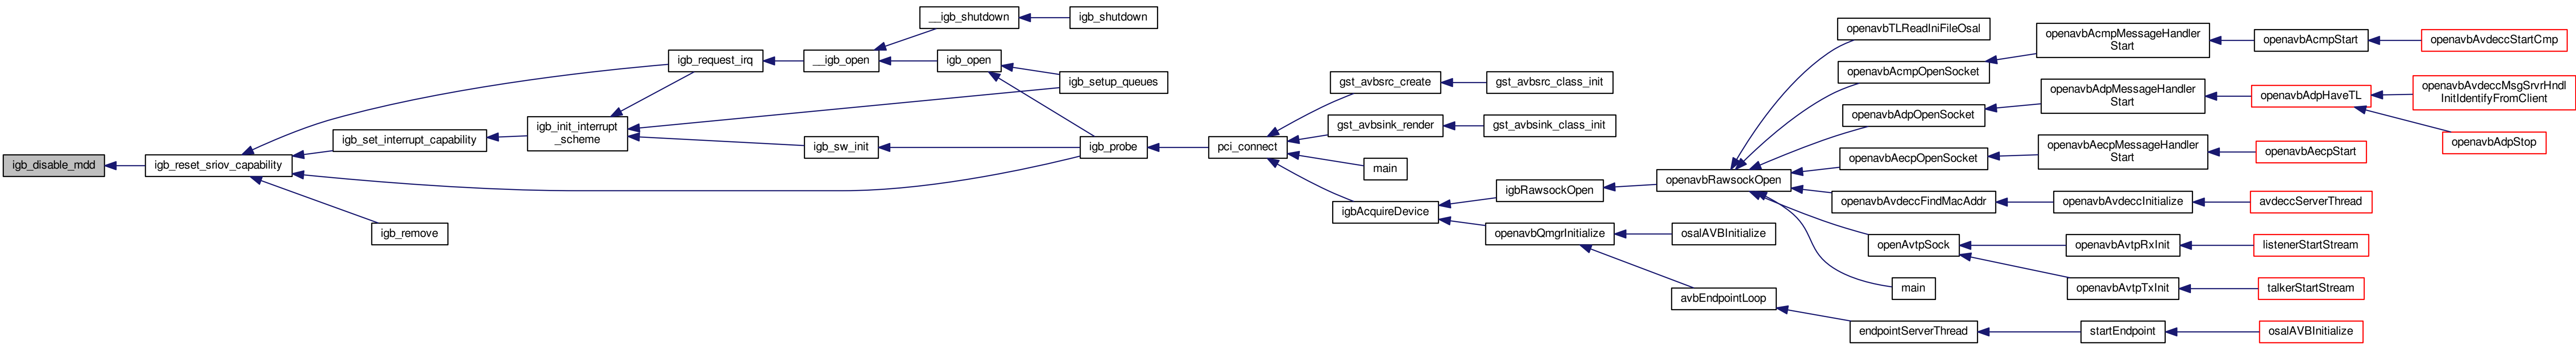 igb_disable_mdd
igb_reset_sriov_capability
igb_request_irq
igb_set_interrupt_capability
igb_remove
igb_init_interrupt
_scheme
__igb_open
igb_sw_init
__igb_shutdown
igb_open
igb_shutdown
igb_setup_queues
igb_probe
pci_connect
gst_avbsrc_create
gst_avbsink_render
main
igbAcquireDevice
gst_avbsrc_class_init
gst_avbsink_class_init
igbRawsockOpen
openavbQmgrInitialize
openavbRawsockOpen
osalAVBInitialize
avbEndpointLoop
openavbTLReadIniFileOsal
openavbAcmpOpenSocket
openavbAdpOpenSocket
openavbAecpOpenSocket
openavbAvdeccFindMacAddr
openAvtpSock
main
endpointServerThread
openavbAcmpMessageHandler
Start
openavbAdpMessageHandler
Start
openavbAecpMessageHandler
Start
openavbAvdeccInitialize
openavbAvtpRxInit
openavbAvtpTxInit
startEndpoint
openavbAcmpStart
openavbAdpHaveTL
openavbAecpStart
avdeccServerThread
listenerStartStream
talkerStartStream
osalAVBInitialize
openavbAvdeccStartCmp
openavbAvdeccMsgSrvrHndl
InitIdentifyFromClient
openavbAdpStop